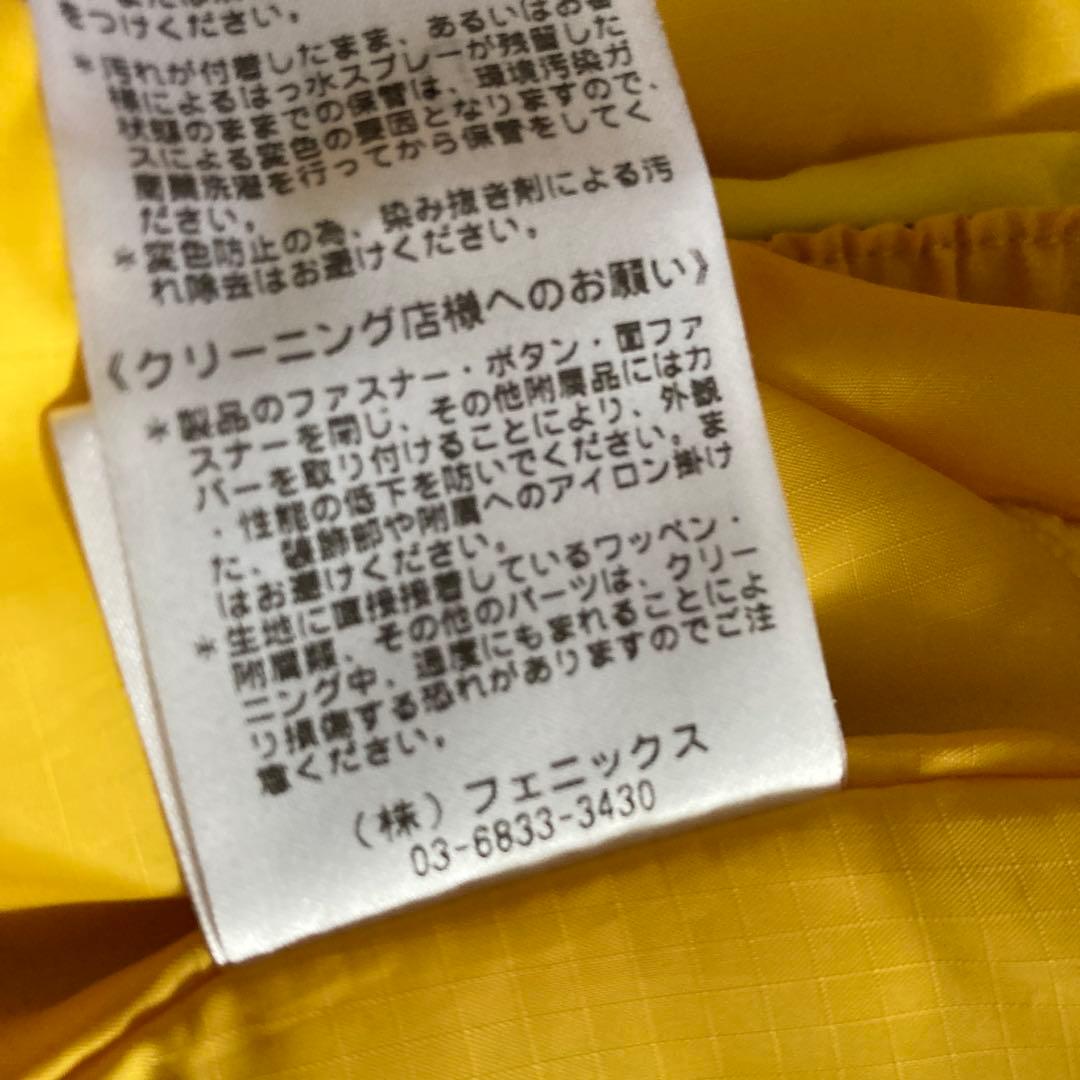 をつけください。
*汚れが付着したまま、あるいはお客
様によるはっ水スプレーが残留した
状態のままでの保管は、環境汚染ガ
スによる変色の要因となりますので、
間隣洗濯を行ってから保管をしてく
ださい。
*変色防止の為、染み抜き剤による汚
れ除去はお避けください。
《クリーニング店様へのお願い》
*製品のファスナー・ボタン・面ファ
スナーを閉じ、その他附属品にはカ
バーを取り付けることにより、外観
・性能の低下を防いでください。ま
た、装飾部や附属へのアイロン掛け
はお避けください。
*生地に直接接着しているワッペン・
附属類、その他のパーツは、クリー
ニング中、過度にもまれることによ
り損傷する恐れがありますのでご注
意ください。
(株)フェニックス
03-6833-3430